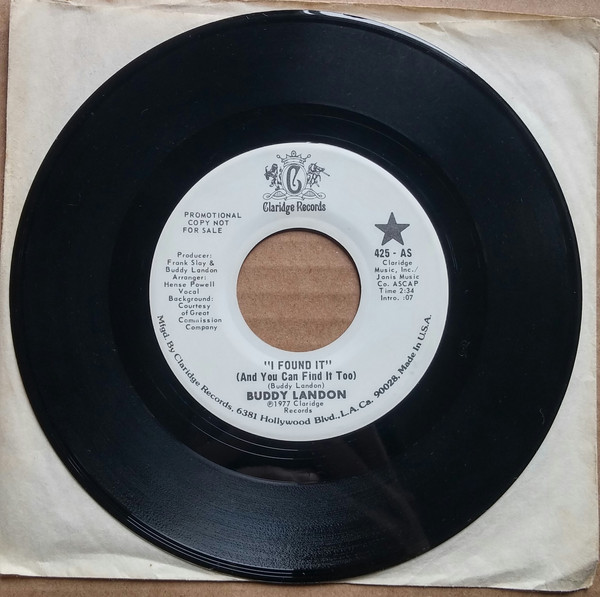 C
Claridge Records
PROMOTIONAL
COPY NOT
FOR SALE
425 - AS
Claridge
Music, Inc./
Jonis Music
Co. ASCAP
Time 2:34
Intro. :07
Producer:
Frank Slay &
Buddy Landon
Arranger:
Hense Powell
Vocal
Background:
Courtesy
of Great
Commission
Company
"I FOUND IT"
(And You Can Find It Too)
(Buddy Landon)
BUDDY LANDON
℗1977 Claridge
Records
Mfgd. By Claridge Records, 6381 Hollywood Blvd., L.A. Ca. 90028. Made In U.S.A.